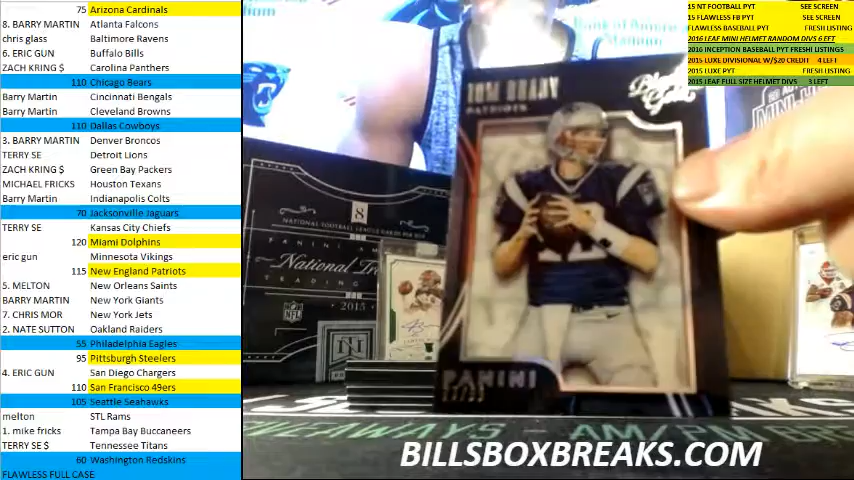 75 Arizona Cardinals
8. BARRY MARTIN Atlanta Falcons
chris glass Baltimore Ravens
6. ERIC GUN Buffalo Bills
ZACH KRING $ Carolina Panthers
110 Chicago Bears
Barry Martin Cincinnati Bengals
Barry Martin Cleveland Browns
110 Dallas Cowboys
3. BARRY MARTIN Denver Broncos
TERRY SE Detroit Lions
ZACH KRING $ Green Bay Packers
MICHAEL FRICKS Houston Texans
Barry Martin Indianapolis Colts
70 Jacksonville Jaguars
TERRY SE Kansas City Chiefs
120 Miami Dolphins
eric gun Minnesota Vikings
115 New England Patriots
5. MELTON New Orleans Saints
BARRY MARTIN New York Giants
7. CHRIS MOR New York Jets
2. NATE SUTTON Oakland Raiders
55 Philadelphia Eagles
95 Pittsburgh Steelers
4. ERIC GUN San Diego Chargers
110 San Francisco 49ers
105 Seattle Seahawks
melton STL Rams
1. mike fricks Tampa Bay Buccaneers
TERRY SE $ Tennessee Titans
60 Washington Redskins
FLAWLESS FULL CASE
15 NT FOOTBALL PYT SEE SCREEN
15 FLAWLESS FB PYT SEE SCREEN
FLAWLESS BASEBALL PYT FRESH LISTING
2016 LEAF MINI HELMET RANDOM DIVS 6 EFT
2016 INCEPTION BASEBALL PYT FRESH LISTINGS
2015 LUXE DIVISIONAL W/$20 CREDIT 4 LEFT
2015 LUXE PYT FRESH LISTING
2015 LEAF FULL SIZE HELMET DIVS 3 LEFT
Bank of America
Stadium
TOM BRADY
PATRIOTS
PANINI
8
National
TRADING
2015
NFL
BILLSBOXBREAKS.COM